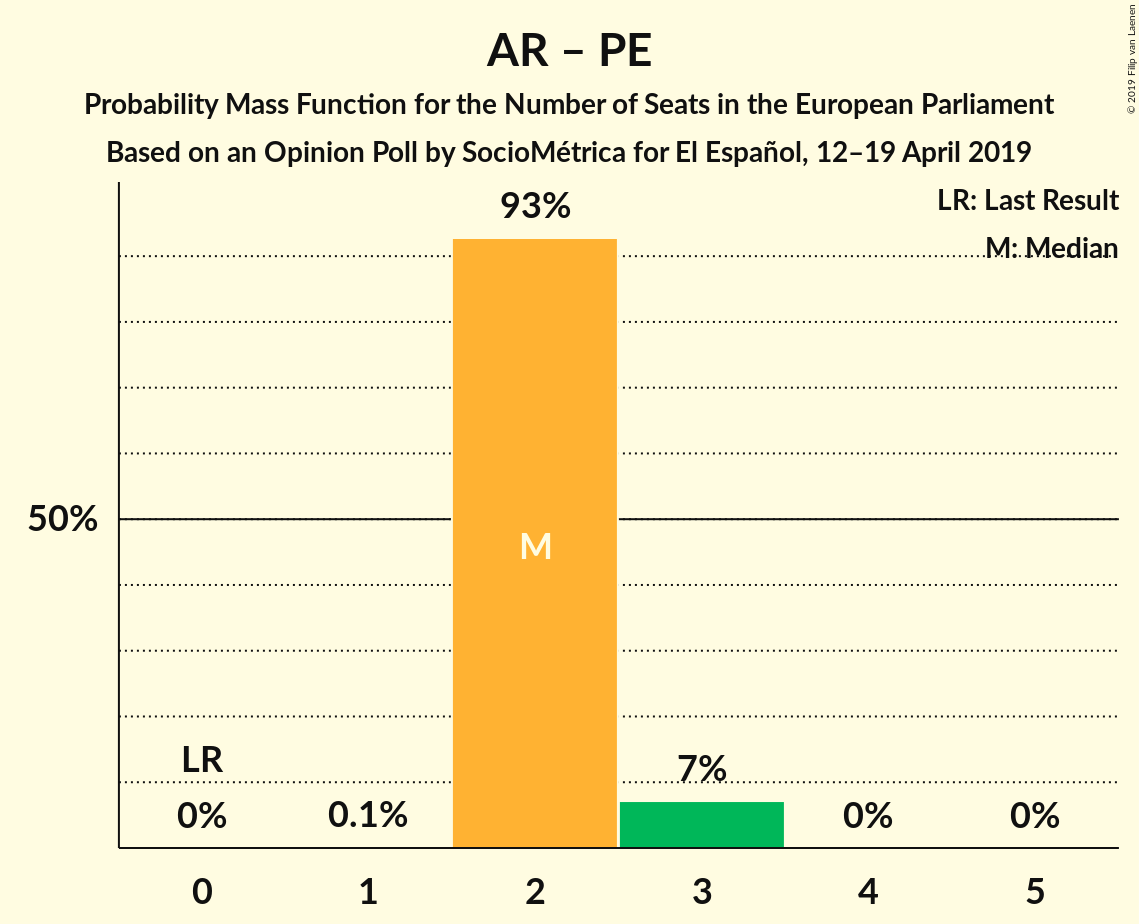 AR – PE
Probability Mass Function for the Number of Seats in the European Parliament
Based on an Opinion Poll by SocioMétrica for El Español, 12–19 April 2019
© 2019 Filip van Laenen
LR: Last Result
M: Median
93%
50%
M
LR
7%
0%
0.1%
0%
0%
0 1 2 3 4 5